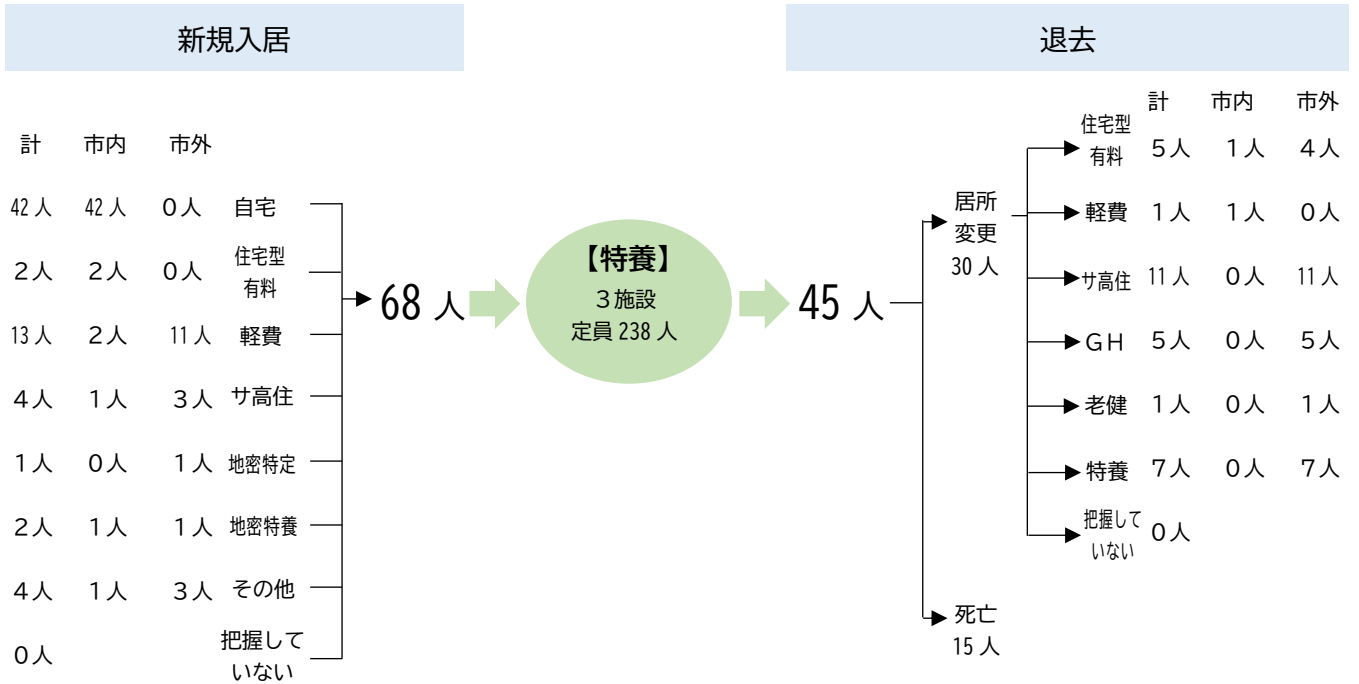 新規入居
計 市内 市外
42人 42人 0人 自宅
2人 2人 0人 住宅型
有料
13人 2人 11人 軽費
4人 1人 3人 サ高住
1人 0人 1人 地密特定
2人 1人 1人 地密特養
4人 1人 3人 その他
0人 把握して
いない
68人
【特養】
3施設
定員238人
退去
45人
居所
変更
30人
死亡
15人
計 市内 市外
住宅型
有料 5人 1人 4人
軽費 1人 1人 0人
サ高住 11人 0人 11人
GH 5人 0人 5人
老健 1人 0人 1人
特養 7人 0人 7人
把握して
いない 0人